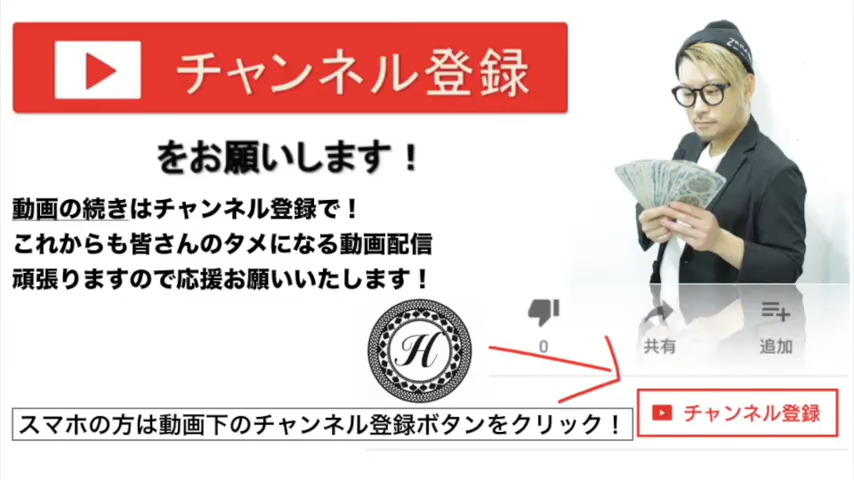 チャンネル登録
をお願いします！
動画の続きはチャンネル登録で！
これからも皆さんのタメになる動画配信
頑張りますので応援お願いいたします！
H
0
共有
追加
チャンネル登録
スマホの方は動画下のチャンネル登録ボタンをクリック！